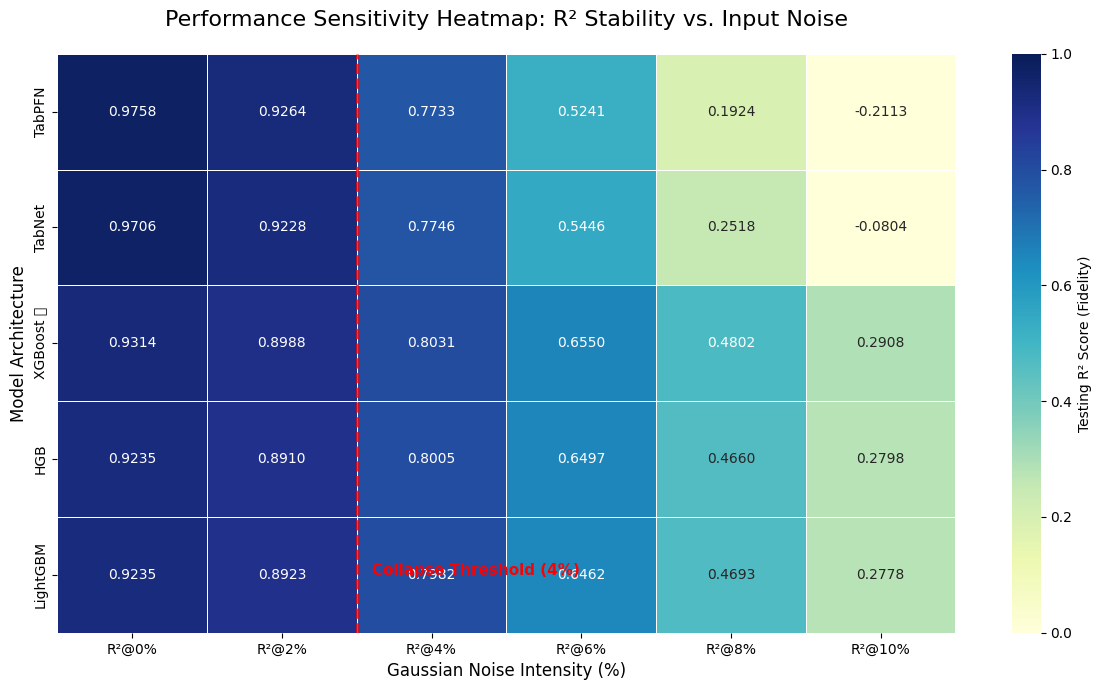 Performance Sensitivity Heatmap: R² Stability vs. Input Noise
Model Architecture
TabPFN
0.9758 0.9264 0.7733 0.5241 0.1924 -0.2113
TabNet
0.9706 0.9228 0.7746 0.5446 0.2518 -0.0804
XGBoost
0.9314 0.8988 0.8031 0.6550 0.4802 0.2908
HGB
0.9235 0.8910 0.8005 0.6497 0.4660 0.2798
LightGBM
0.9235 0.8923 0.7982 0.6462 0.4693 0.2778
Collapse Threshold (4%)
R²@0% R²@2% R²@4% R²@6% R²@8% R²@10%
Gaussian Noise Intensity (%)
1.0
0.8
0.6
0.4
0.2
0.0
Testing R² Score (Fidelity)